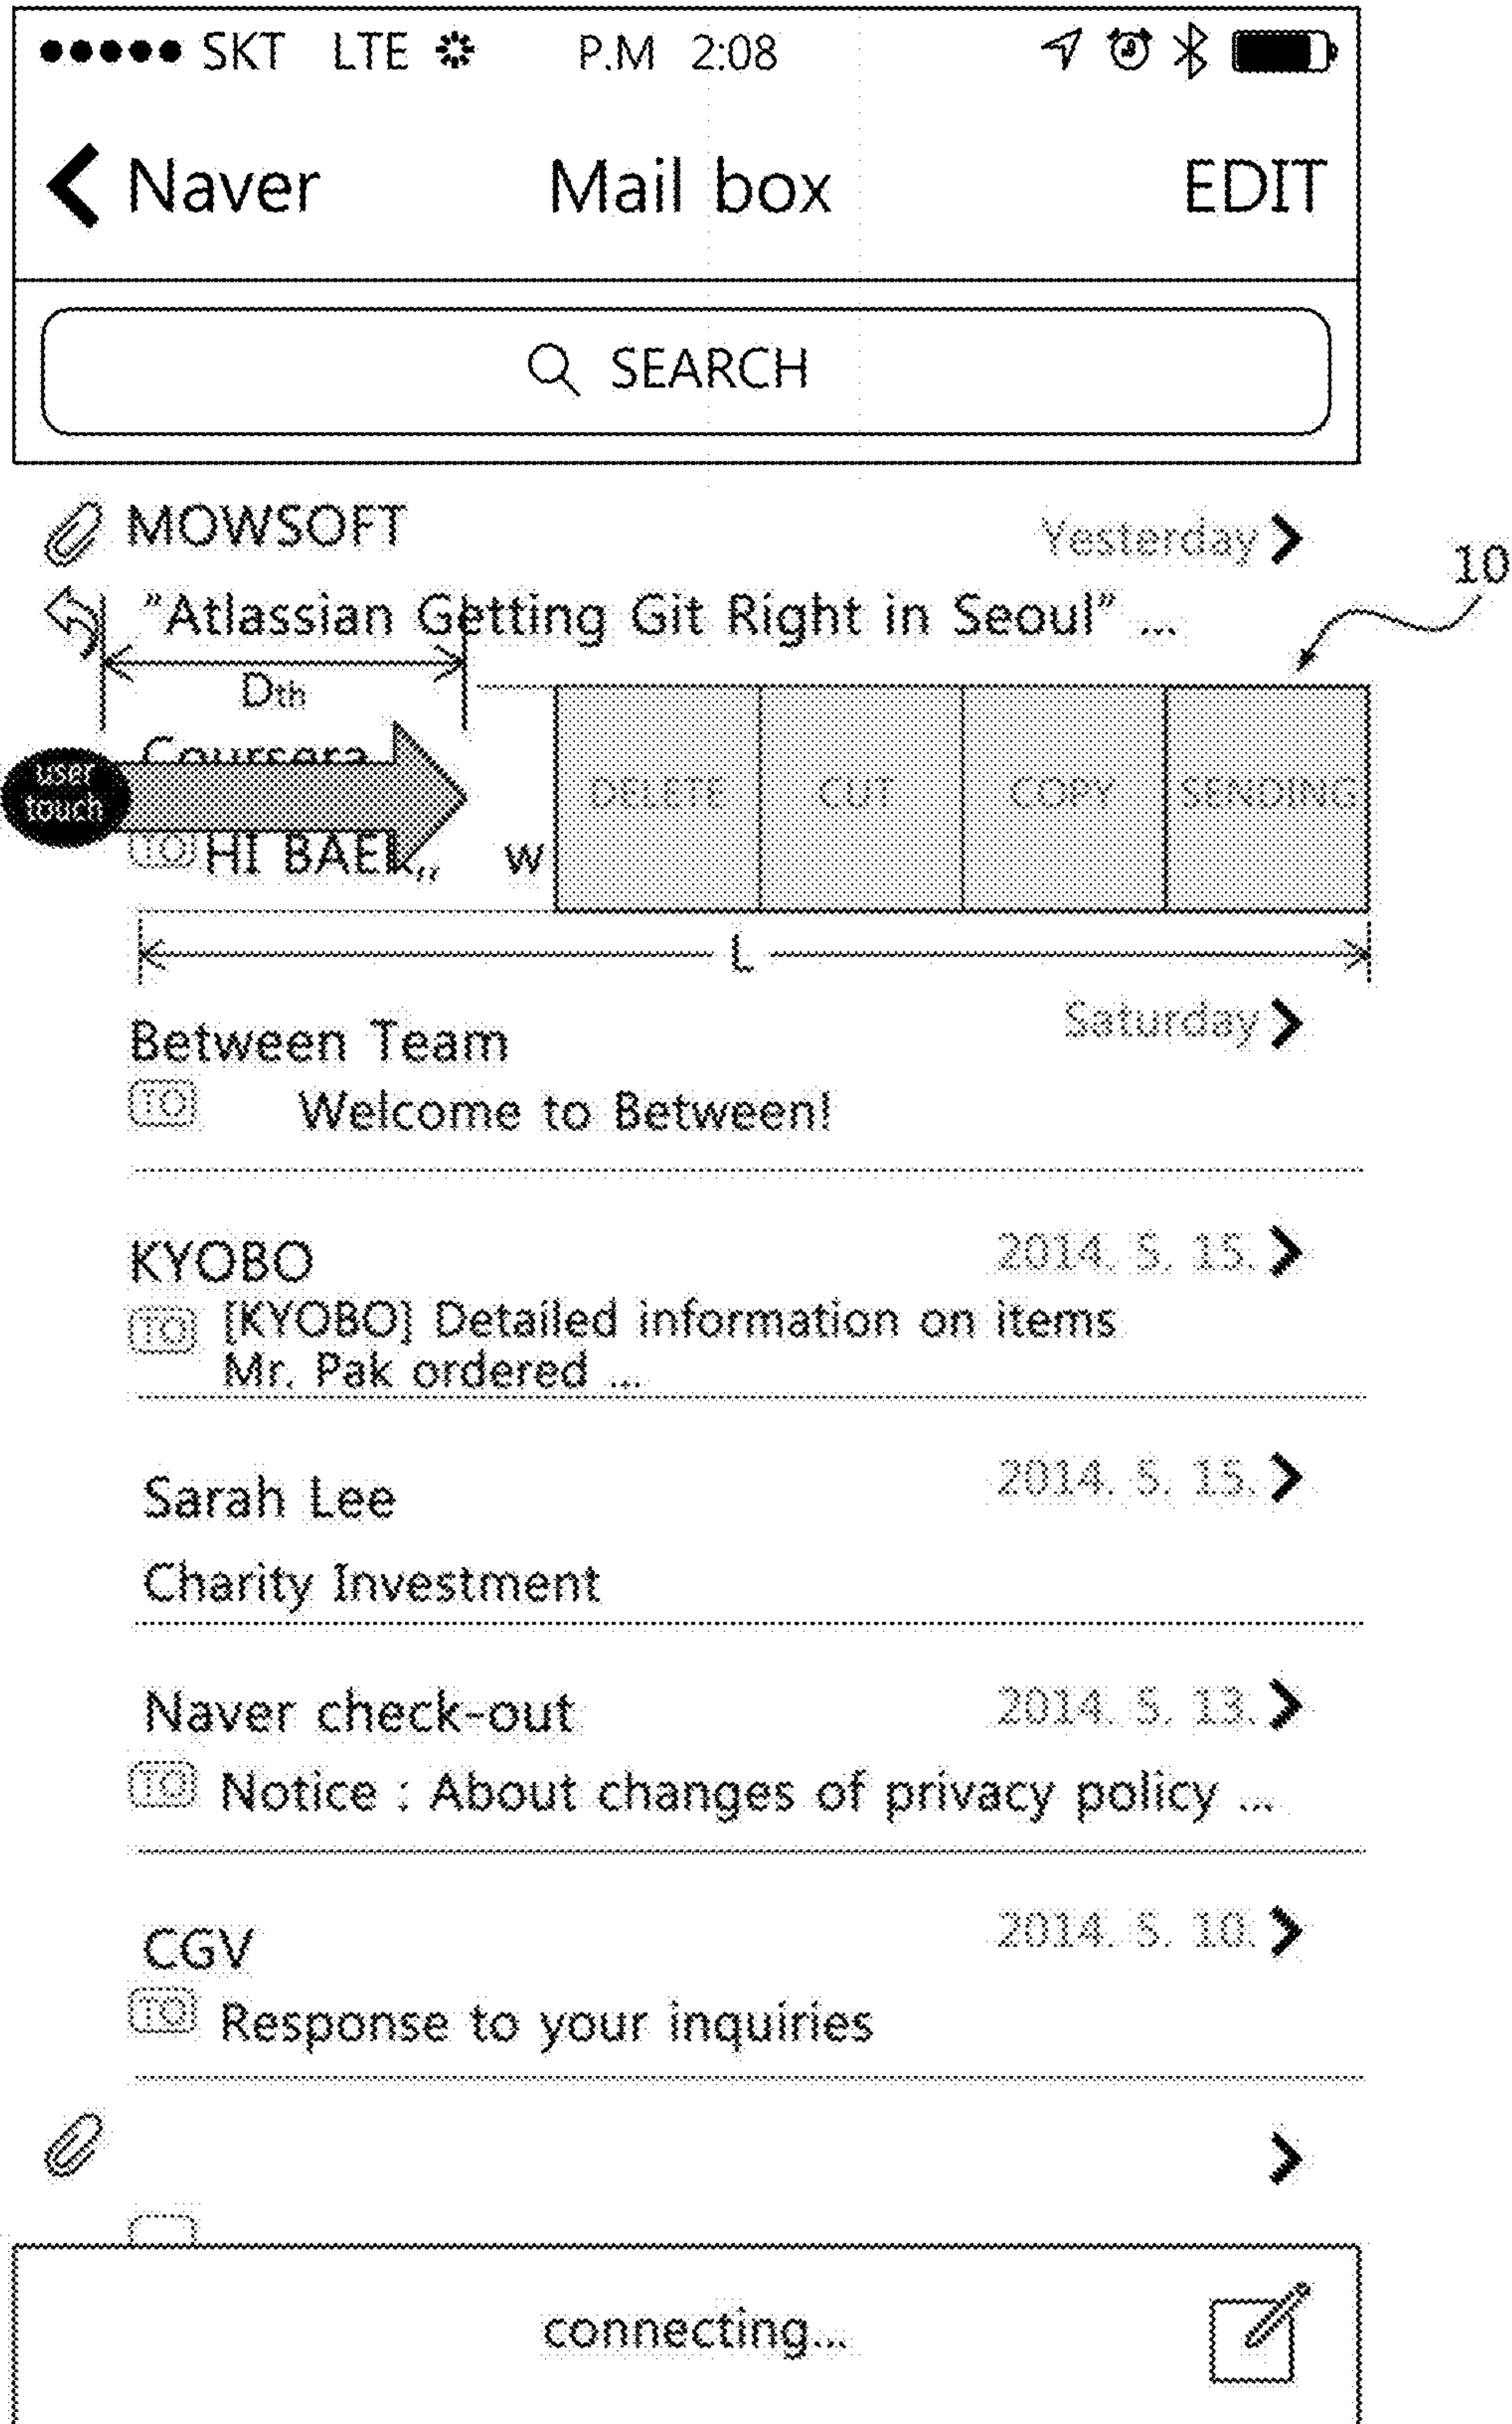 SKT LTE P.M 2:08
Naver Mail box EDIT
SEARCH
MOWSOFT Yesterday
10
"Atlassian Getting Git Right in Seoul" ...
Dth
Coursera
user
touch
DELETE CUT COPY SENDING
TO HI BAEK,, w
L
Between Team Saturday
TO Welcome to Between!
KYOBO 2014. 5. 15.
TO [KYOBO] Detailed information on items
Mr. Pak ordered ...
Sarah Lee 2014. 5. 15.
Charity Investment
Naver check-out 2014. 5. 13.
TO Notice : About changes of privacy policy ...
CGV 2014. 5. 10.
TO Response to your inquiries
connecting...